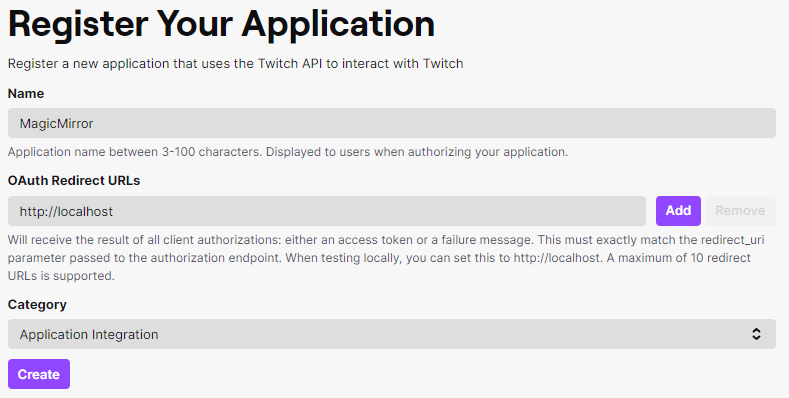 Register Your Application
Register a new application that uses the Twitch API to interact with Twitch
Name
MagicMirror
Application name between 3-100 characters. Displayed to users when authorizing your application.
OAuth Redirect URLs
http://localhost
Add
Remove
Will receive the result of all client authorizations: either an access token or a failure message. This must exactly match the redirect_uri
parameter passed to the authorization endpoint. When testing locally, you can set this to http://localhost. A maximum of 10 redirect
URLs is supported.
Category
Application Integration
Create